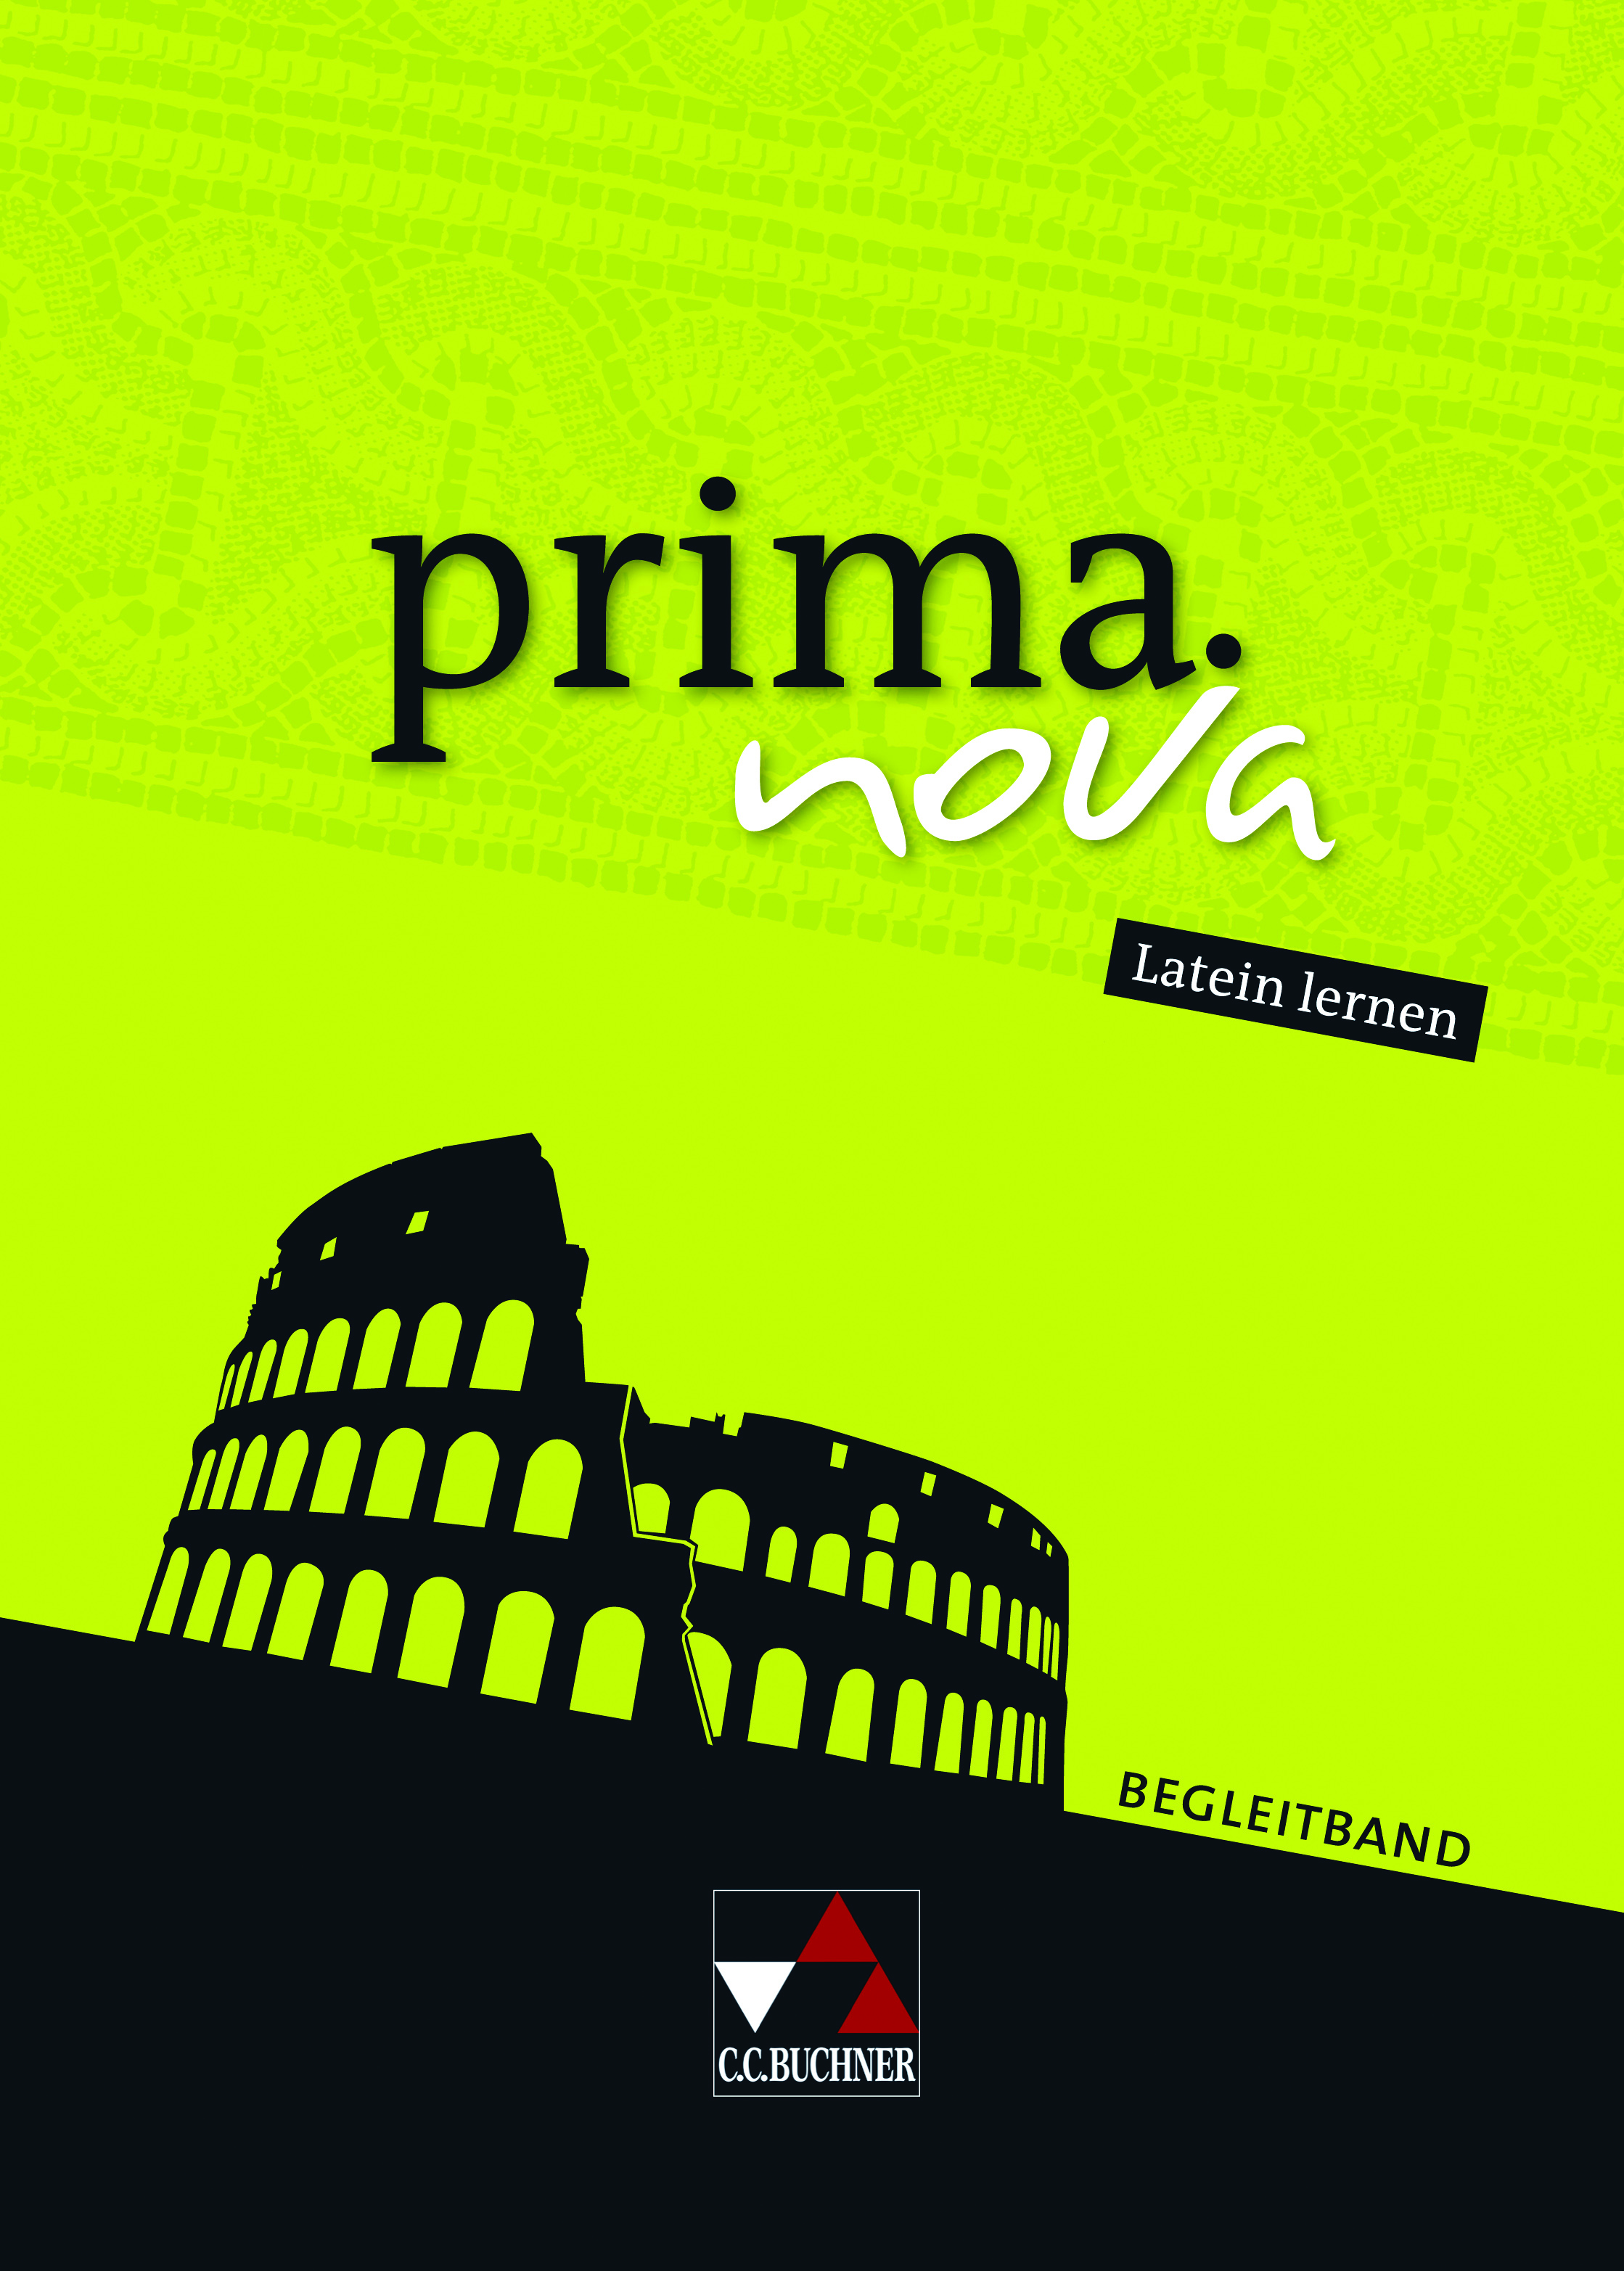 prima.
nova
Latein lernen
BEGLEITBAND
C.C.BUCHNER